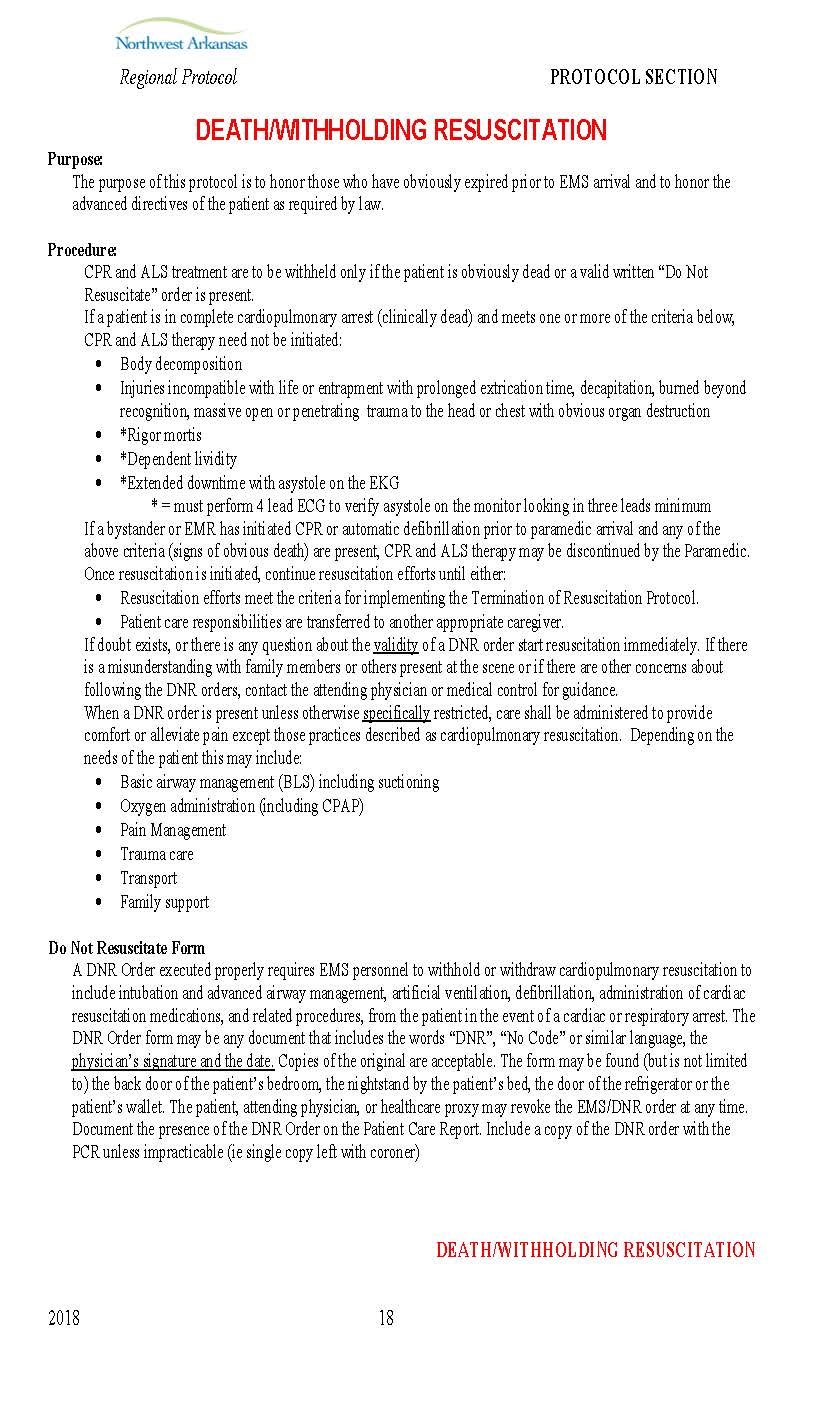 Northwest Arkansas
Regional Protocol PROTOCOL SECTION
DEATH/WITHHOLDING RESUSCITATION
Purpose:
The purpose of this protocol is to honor those who have obviously expired prior to EMS arrival and to honor the
advanced directives of the patient as required by law.
Procedure:
CPR and ALS treatment are to be withheld only if the patient is obviously dead or a valid written “Do Not
Resuscitate” order is present.
If a patient is in complete cardiopulmonary arrest (clinically dead) and meets one or more of the criteria below,
CPR and ALS therapy need not be initiated:
• Body decomposition
• Injuries incompatible with life or entrapment with prolonged extrication time, decapitation, burned beyond
recognition, massive open or penetrating trauma to the head or chest with obvious organ destruction
• *Rigor mortis
• *Dependent lividity
• *Extended downtime with asystole on the EKG
* = must perform 4 lead ECG to verify asystole on the monitor looking in three leads minimum
If a bystander or EMR has initiated CPR or automatic defibrillation prior to paramedic arrival and any of the
above criteria (signs of obvious death) are present, CPR and ALS therapy may be discontinued by the Paramedic.
Once resuscitation is initiated, continue resuscitation efforts until either:
• Resuscitation efforts meet the criteria for implementing the Termination of Resuscitation Protocol.
• Patient care responsibilities are transferred to another appropriate caregiver.
If doubt exists, or there is any question about the validity of a DNR order start resuscitation immediately. If there
is a misunderstanding with family members or others present at the scene or if there are other concerns about
following the DNR orders, contact the attending physician or medical control for guidance.
When a DNR order is present unless otherwise specifically restricted, care shall be administered to provide
comfort or alleviate pain except those practices described as cardiopulmonary resuscitation. Depending on the
needs of the patient this may include:
• Basic airway management (BLS) including suctioning
• Oxygen administration (including CPAP)
• Pain Management
• Trauma care
• Transport
• Family support
Do Not Resuscitate Form
A DNR Order executed properly requires EMS personnel to withhold or withdraw cardiopulmonary resuscitation to
include intubation and advanced airway management, artificial ventilation, defibrillation, administration of cardiac
resuscitation medications, and related procedures, from the patient in the event of a cardiac or respiratory arrest. The
DNR Order form may be any document that includes the words “DNR”, “No Code” or similar language, the
physician’s signature and the date. Copies of the original are acceptable. The form may be found (but is not limited
to) the back door of the patient’s bedroom, the nightstand by the patient’s bed, the door of the refrigerator or the
patient’s wallet. The patient, attending physician, or healthcare proxy may revoke the EMS/DNR order at any time.
Document the presence of the DNR Order on the Patient Care Report. Include a copy of the DNR order with the
PCR unless impracticable (ie single copy left with coroner)
DEATH/WITHHOLDING RESUSCITATION
2018 18